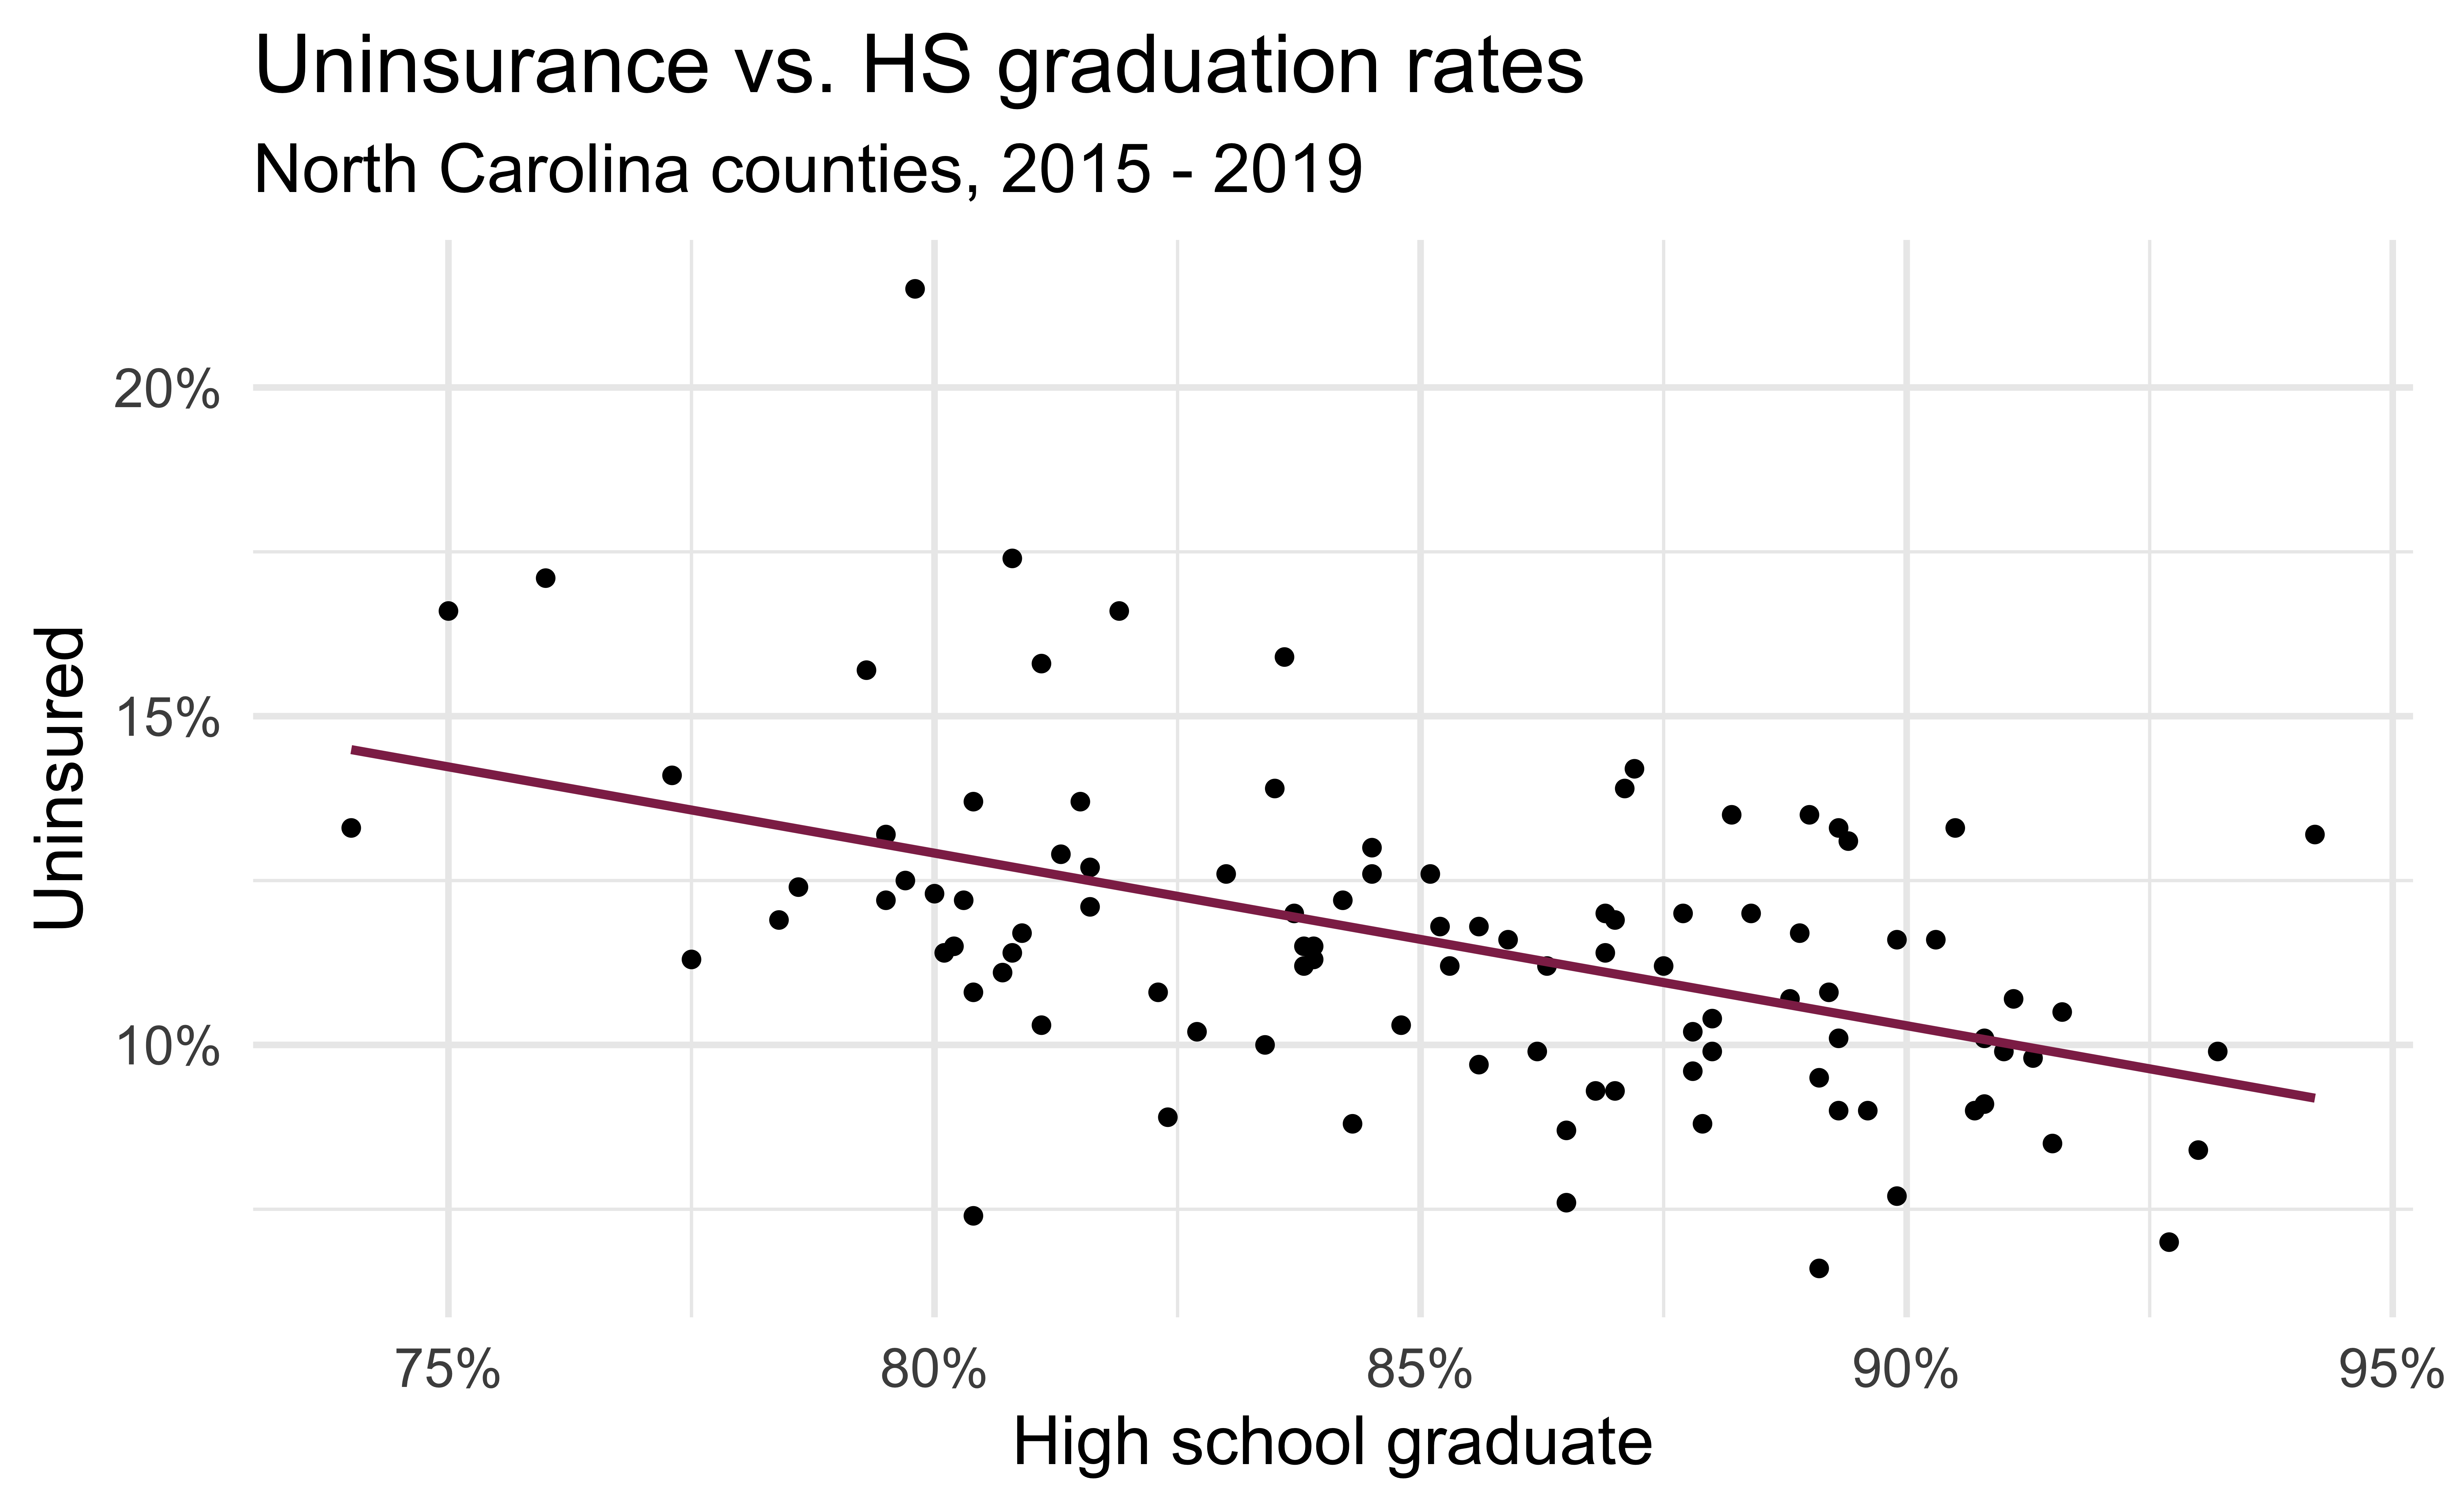 Uninsurance vs. HS graduation rates
North Carolina counties, 2015 - 2019
20%
15%
10%
Uninsured
75% 80% 85% 90% 95%
High school graduate